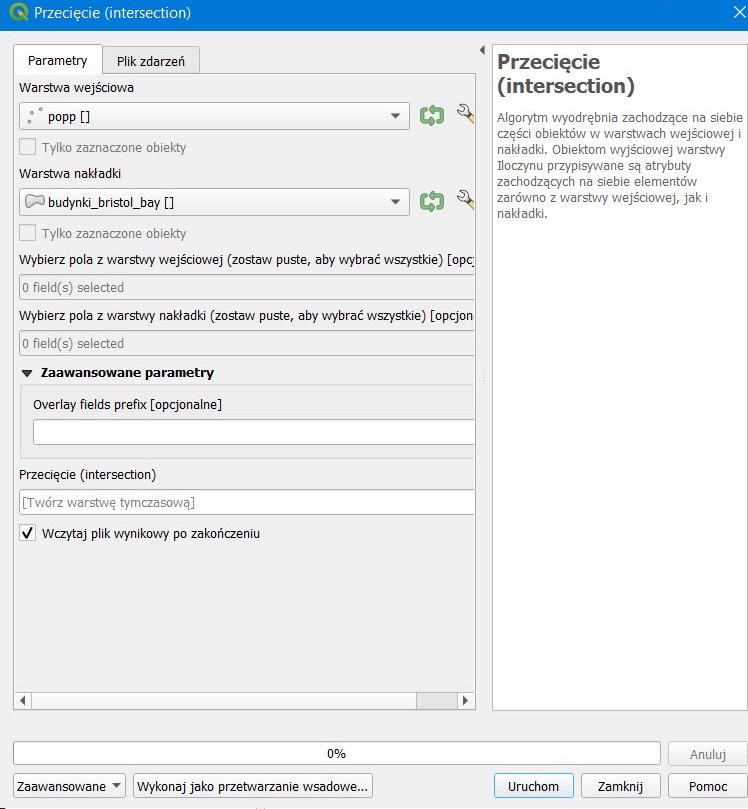 Przecięcie (intersection)
Parametry
Plik zdarzeń
Warstwa wejściowa
popp []
Tylko zaznaczone obiekty
Warstwa nakładki
budynki_bristol_bay []
Tylko zaznaczone obiekty
Wybierz pola z warstwy wejściowej (zostaw puste, aby wybrać wszystkie) [opcj
0 field(s) selected
Wybierz pola z warstwy nakładki (zostaw puste, aby wybrać wszystkie) [opcjon
0 field(s) selected
Zaawansowane parametry
Overlay fields prefix [opcjonalne]
Przecięcie (intersection)
[Twórz warstwę tymczasową]
Wczytaj plik wynikowy po zakończeniu
Przecięcie
(intersection)
Algorytm wyodrębnia zachodzące na siebie
części obiektów w warstwach wejściowej i
nakładki. Obiektom wyjściowej warstwy
Iloczynu przypisywane są atrybuty
zachodzących na siebie elementów
zarówno z warstwy wejściowej, jak i
nakładki.
0%
Anuluj
Zaawansowane
Wykonaj jako przetwarzanie wsadowe...
Uruchom
Zamknij
Pomoc